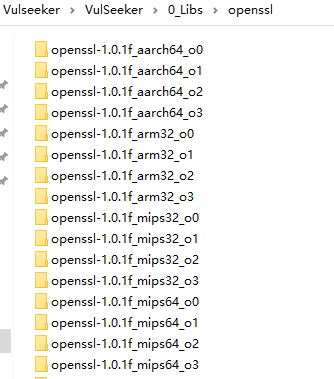 Vulseeker > VulSeeker > 0_Libs > openssl
openssl-1.0.1f_aarch64_o0
openssl-1.0.1f_aarch64_o1
openssl-1.0.1f_aarch64_o2
openssl-1.0.1f_aarch64_o3
openssl-1.0.1f_arm32_o0
openssl-1.0.1f_arm32_o1
openssl-1.0.1f_arm32_o2
openssl-1.0.1f_arm32_o3
openssl-1.0.1f_mips32_o0
openssl-1.0.1f_mips32_o1
openssl-1.0.1f_mips32_o2
openssl-1.0.1f_mips32_o3
openssl-1.0.1f_mips64_o0
openssl-1.0.1f_mips64_o1
openssl-1.0.1f_mips64_o2
openssl-1.0.1f_mips64_o3